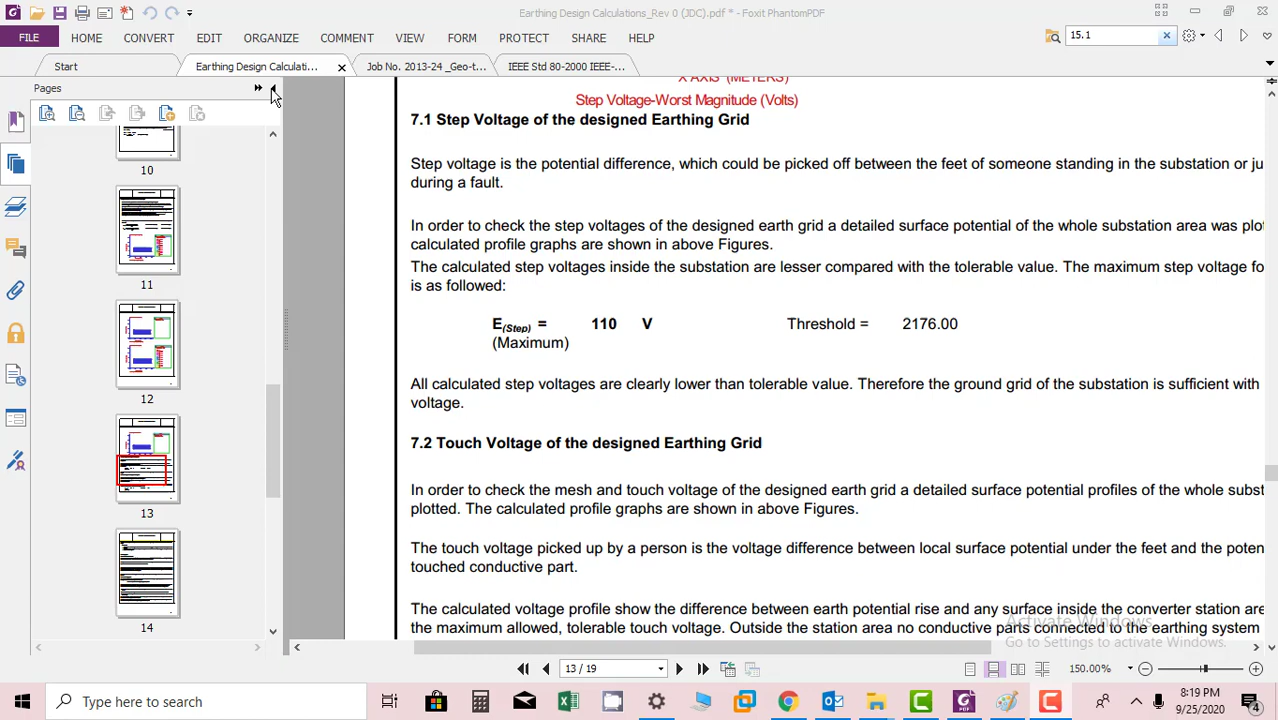 Earthing Design Calculations_Rev 0 (JDC).pdf * - Foxit PhantomPDF
FILE HOME CONVERT EDIT ORGANIZE COMMENT VIEW FORM PROTECT SHARE HELP
15.1
Start
Earthing Design Calculati...
Job No. 2013-24 _Geo-t...
IEEE Std 80-2000 IEEE-...
Pages
10
11
12
13
14
X AXIS (METERS)
Step Voltage-Worst Magnitude (Volts)
7.1 Step Voltage of the designed Earthing Grid
Step voltage is the potential difference, which could be picked off between the feet of someone standing in the substation or ju
during a fault.
In order to check the step voltages of the designed earth grid a detailed surface potential of the whole substation area was plot
calculated profile graphs are shown in above Figures.
The calculated step voltages inside the substation are lesser compared with the tolerable value. The maximum step voltage fo
is as followed:
E(Step) = 110 V Threshold = 2176.00
(Maximum)
All calculated step voltages are clearly lower than tolerable value. Therefore the ground grid of the substation is sufficient with
voltage.
7.2 Touch Voltage of the designed Earthing Grid
In order to check the mesh and touch voltage of the designed earth grid a detailed surface potential profiles of the whole subst
plotted. The calculated profile graphs are shown in above Figures.
The touch voltage picked up by a person is the voltage difference between local surface potential under the feet and the poten
touched conductive part.
The calculated voltage profile show the difference between earth potential rise and any surface inside the converter station are
the maximum allowed, tolerable touch voltage. Outside the station area no conductive parts connected to the earthing system
Activate Windows
Go to Settings to activate Windows.
13 / 19
150.00%
Type here to search
8:19 PM
9/25/2020
4